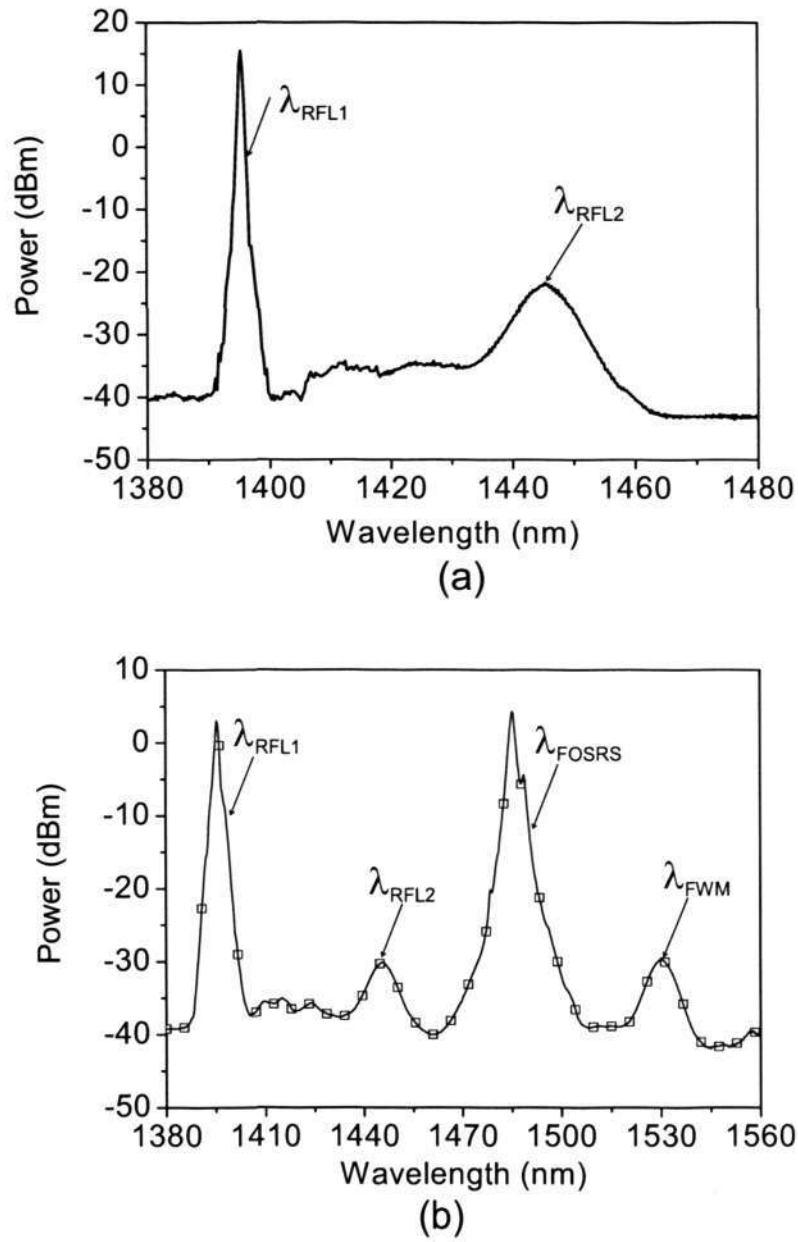 20
10
0
-10
-20
-30
-40
-50
Power (dBm)
λRFL1
λRFL2
1380 1400 1420 1440 1460 1480
Wavelength (nm)
(a)
10
0
-10
-20
-30
-40
-50
Power (dBm)
λRFL1
λRFL2
λFOSRS
λFWM
1380 1410 1440 1470 1500 1530 1560
Wavelength (nm)
(b)